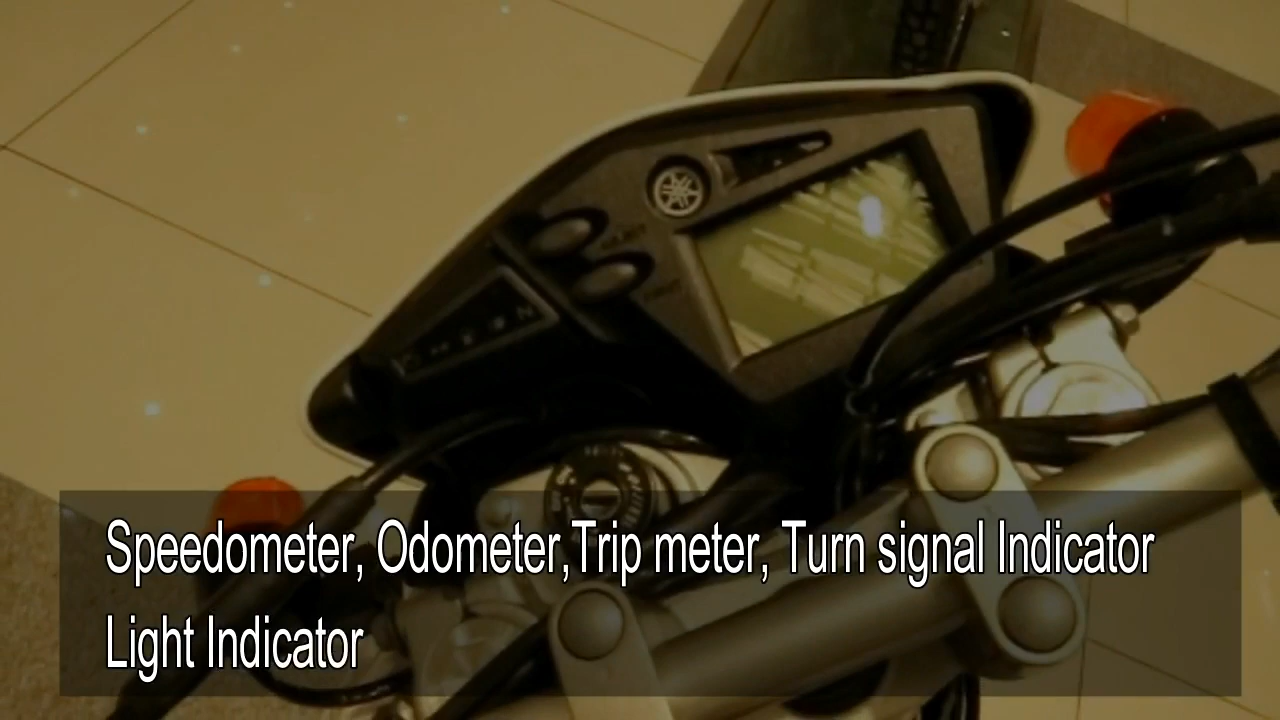 Speedometer, Odometer,Trip meter, Turn signal Indicator
Light Indicator